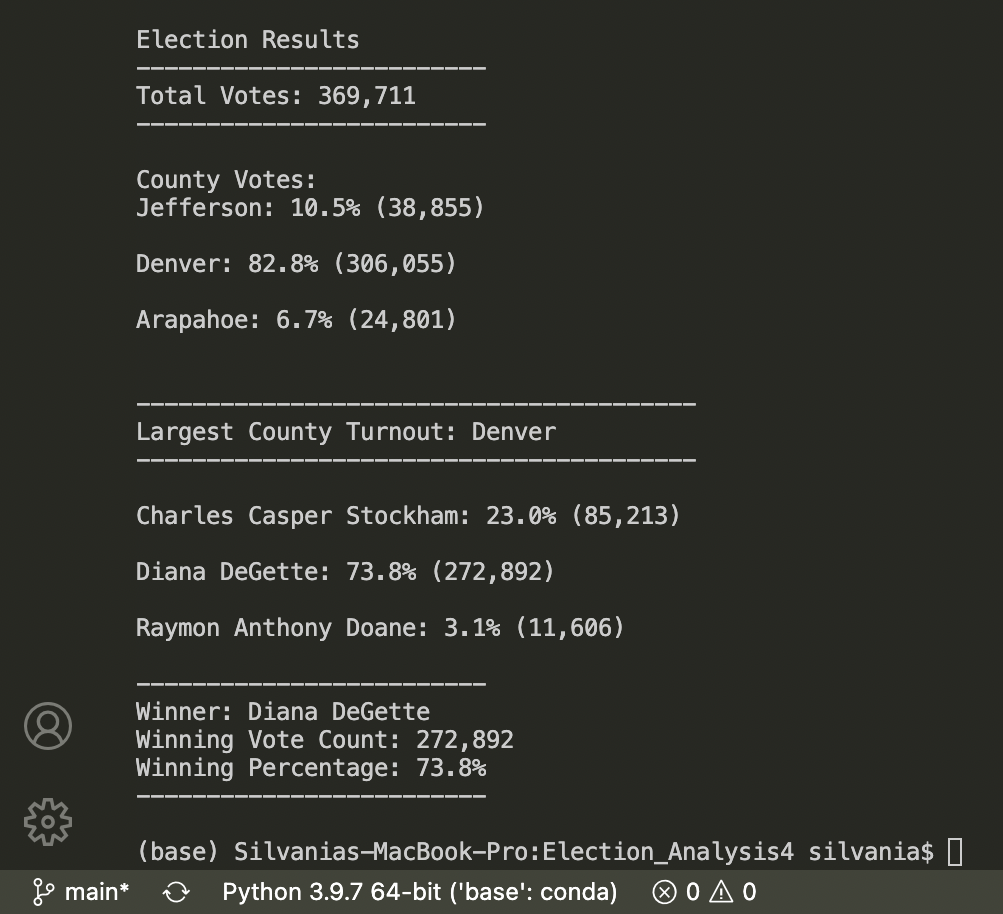 Election Results
-------------------------
Total Votes: 369,711
-------------------------
County Votes:
Jefferson: 10.5% (38,855)
Denver: 82.8% (306,055)
Arapahoe: 6.7% (24,801)
----------------------------------------
Largest County Turnout: Denver
----------------------------------------
Charles Casper Stockham: 23.0% (85,213)
Diana DeGette: 73.8% (272,892)
Raymon Anthony Doane: 3.1% (11,606)
-------------------------
Winner: Diana DeGette
Winning Vote Count: 272,892
Winning Percentage: 73.8%
-------------------------
(base) Silvanias-MacBook-Pro:Election_Analysis4 silvania$
main* Python 3.9.7 64-bit ('base': conda) 0 0